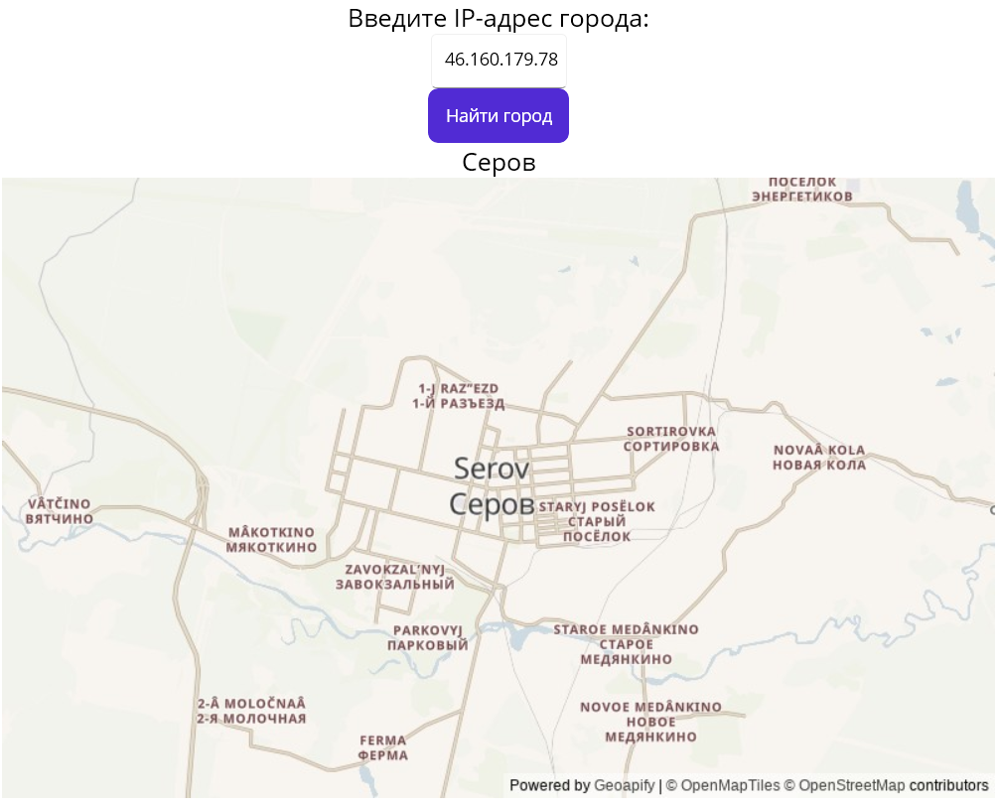 Введите IP-адрес города:
46.160.179.78
Найти город
Серов
ПОСЁЛОК
ЭНЕРГЕТИКОВ
1-J RAZ"EZD
1-Й РАЗЪЕЗД
SORTIROVKA
СОРТИРОВКА
NOVAÂ KOLA
НОВАЯ КОЛА
Serov
Серов
STARYJ POSËLOK
СТАРЫЙ
ПОСЁЛОК
VÂTČINO
ВЯТЧИНО
MÂKOTKINO
МЯКОТКИНО
ZAVOKZAL'NYJ
ЗАВОКЗАЛЬНЫЙ
PARKOVYJ
ПАРКОВЫЙ
STAROE MEDÂNKINO
СТАРОЕ
МЕДЯНКИНО
2-Â MOLOČNAÂ
2-Я МОЛОЧНАЯ
NOVOE MEDÂNKINO
НОВОЕ
МЕДЯНКИНО
FERMA
ФЕРМА
Powered by Geoapify | © OpenMapTiles © OpenStreetMap contributors